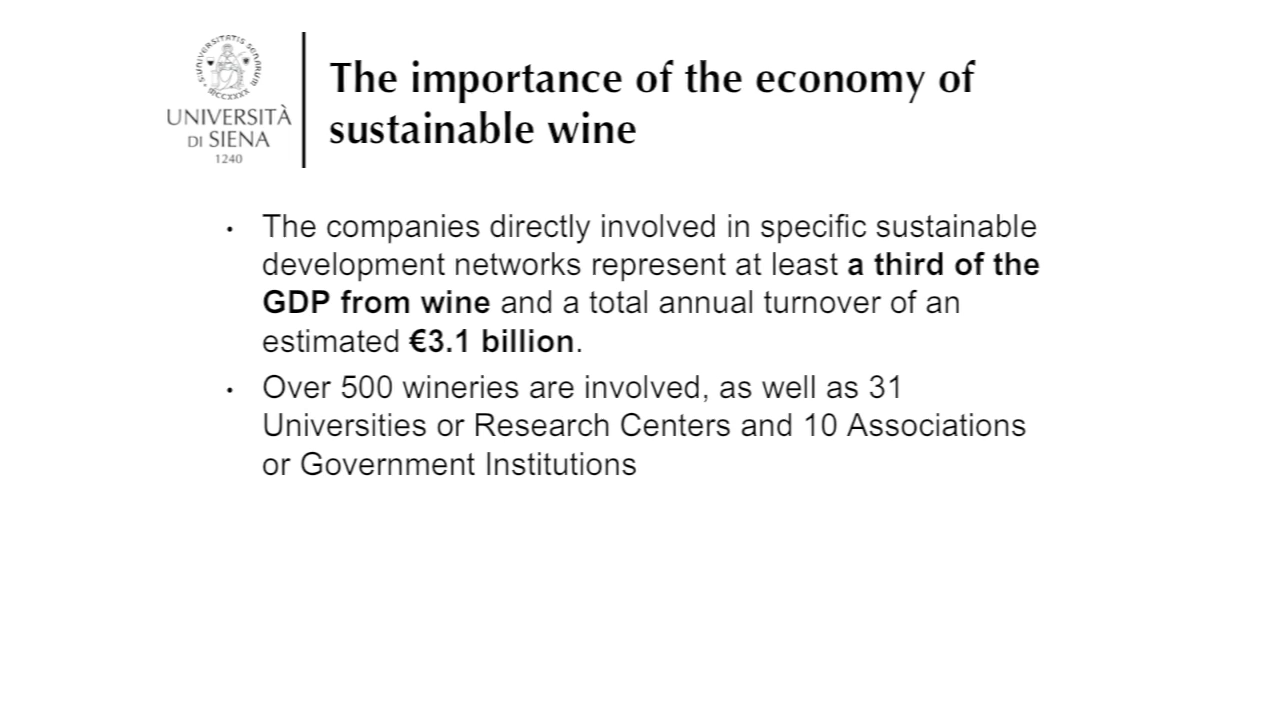 UNIVERSITÀ
DI SIENA
1240
The importance of the economy of
sustainable wine
• The companies directly involved in specific sustainable
development networks represent at least a third of the
GDP from wine and a total annual turnover of an
estimated €3.1 billion.
• Over 500 wineries are involved, as well as 31
Universities or Research Centers and 10 Associations
or Government Institutions